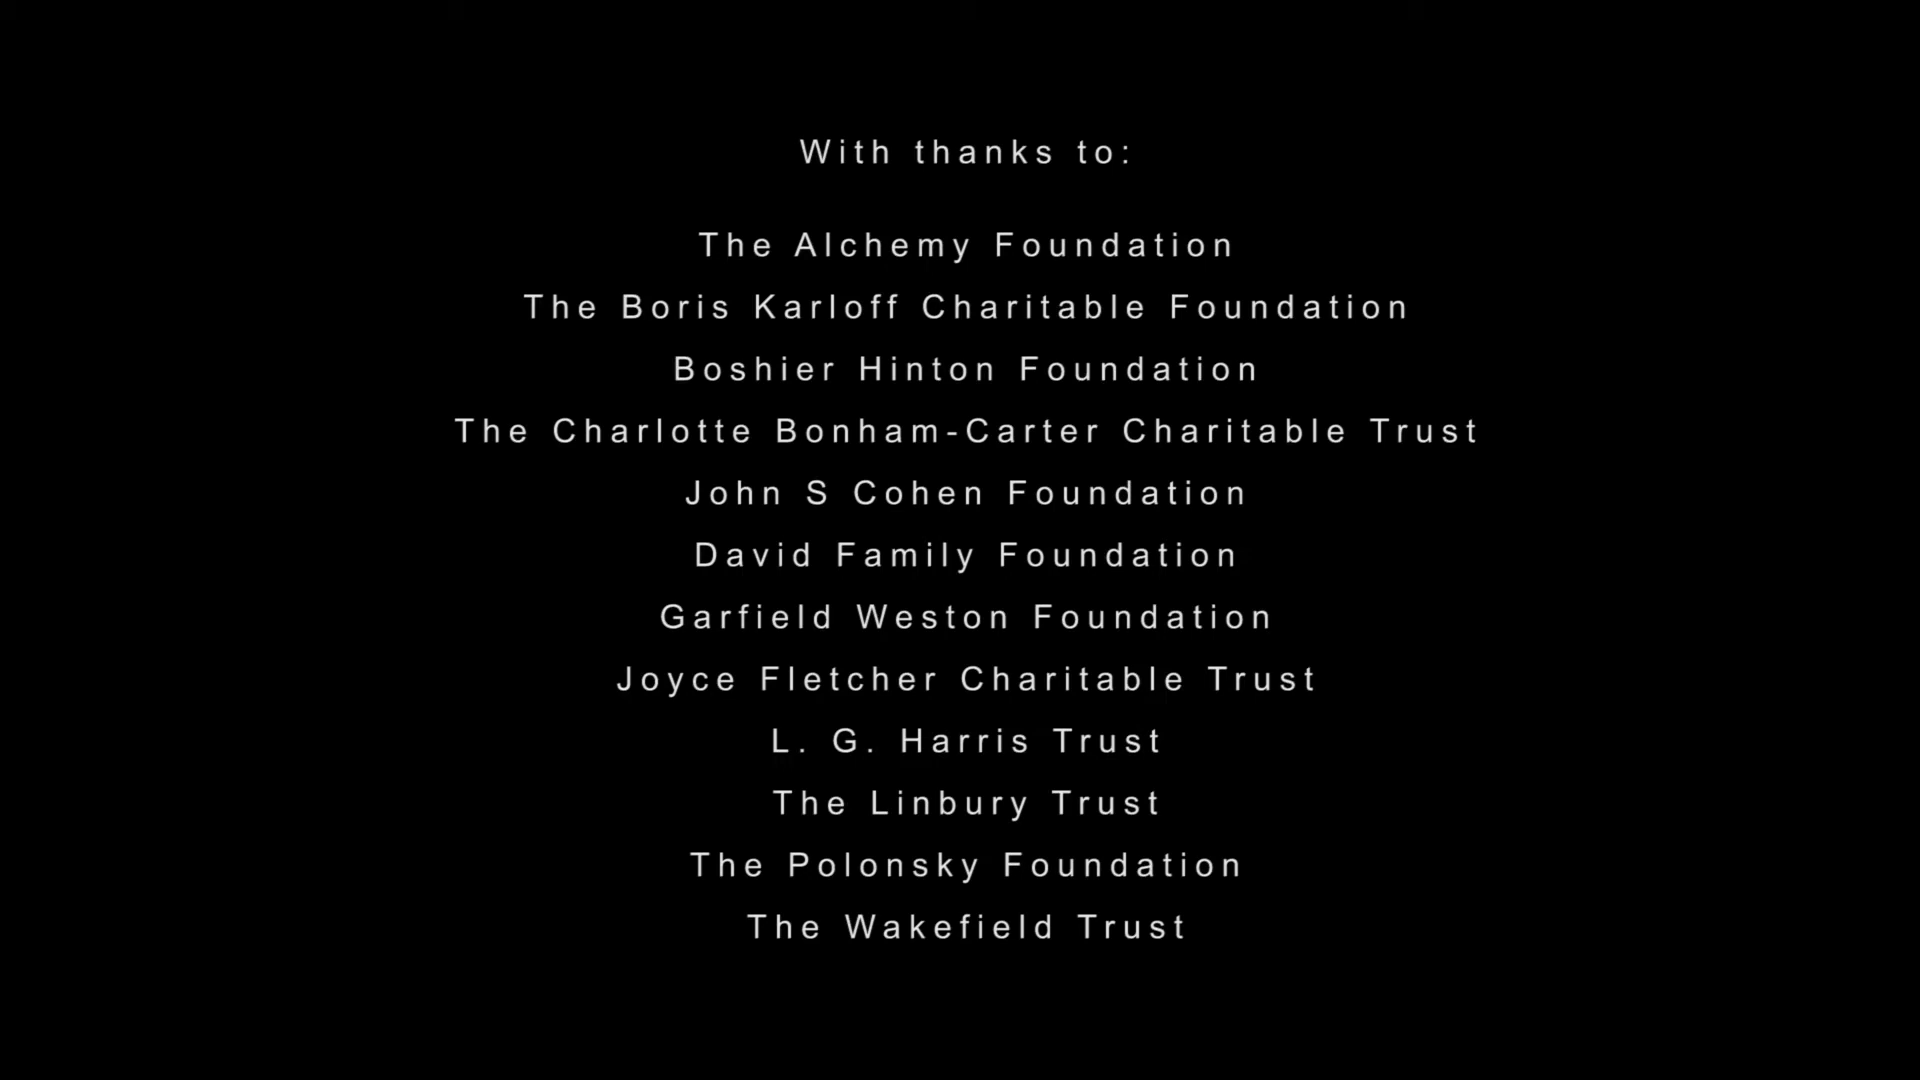 With thanks to:
The Alchemy Foundation
The Boris Karloff Charitable Foundation
Boshier Hinton Foundation
The Charlotte Bonham-Carter Charitable Trust
John S Cohen Foundation
David Family Foundation
Garfield Weston Foundation
Joyce Fletcher Charitable Trust
L. G. Harris Trust
The Linbury Trust
The Polonsky Foundation
The Wakefield Trust